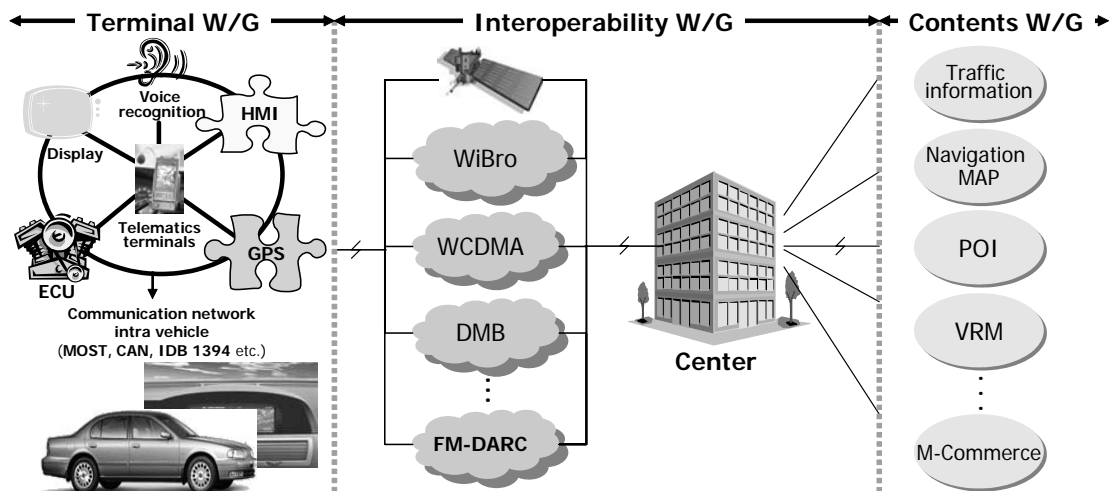 Terminal W/G
Interoperability W/G
Contents W/G
Voice
recognition
HMI
Display
Telematics
terminals
GPS
ECU
Communication network
intra vehicle
(MOST, CAN, IDB 1394 etc.)
WiBro
WCDMA
DMB
FM-DARC
Center
Traffic
information
Navigation
MAP
POI
VRM
M-Commerce